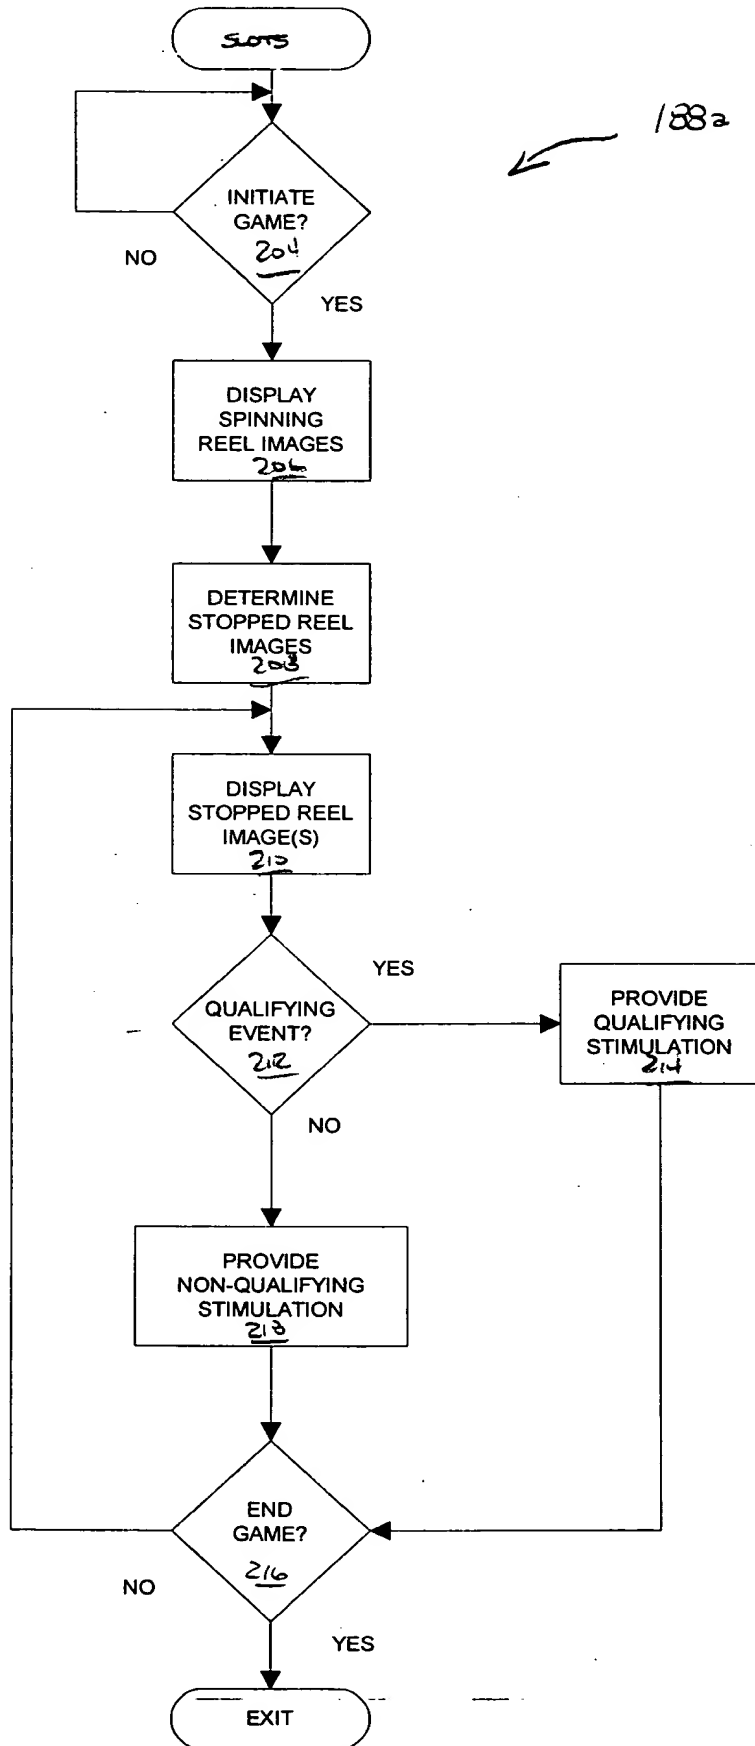 SLOTS
188a
INITIATE
GAME?
204
NO
YES
DISPLAY
SPINNING
REEL IMAGES
206
DETERMINE
STOPPED REEL
IMAGES
208
DISPLAY
STOPPED REEL
IMAGE(S)
210
YES
QUALIFYING
EVENT?
212
PROVIDE
QUALIFYING
STIMULATION
214
NO
PROVIDE
NON-QUALIFYING
STIMULATION
218
END
GAME?
216
NO
YES
EXIT